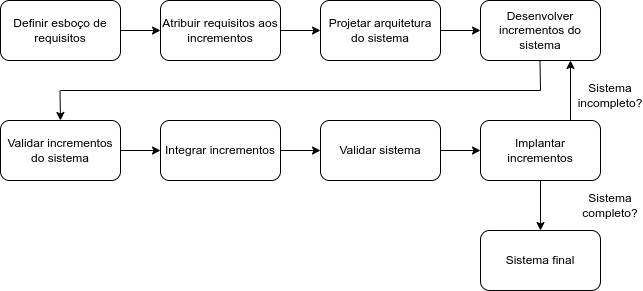 Definir esboço de
requisitos
Atribuir requisitos aos
incrementos
Projetar arquitetura
do sistema
Desenvolver
incrementos do
sistema
Sistema
incompleto?
Validar incrementos
do sistema
Integrar incrementos
Validar sistema
Implantar
incrementos
Sistema
completo?
Sistema final